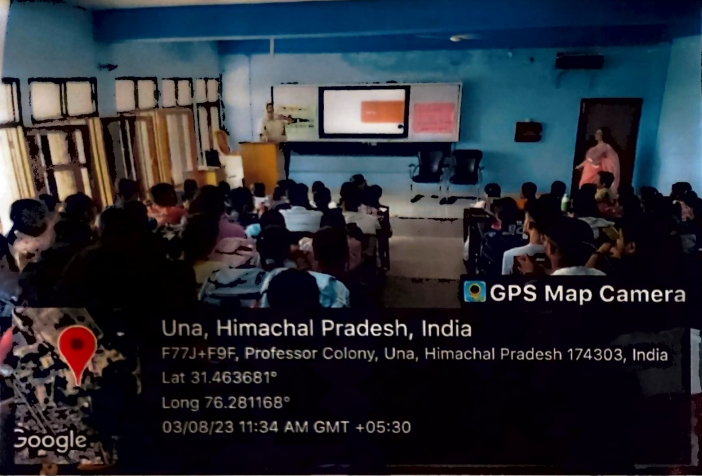 GPS Map Camera
Una, Himachal Pradesh, India
F77J+F9F, Professor Colony, Una, Himachal Pradesh 174303, India
Lat 31.463681°
Long 76.281168°
03/08/23 11:34 AM GMT +05:30
Google